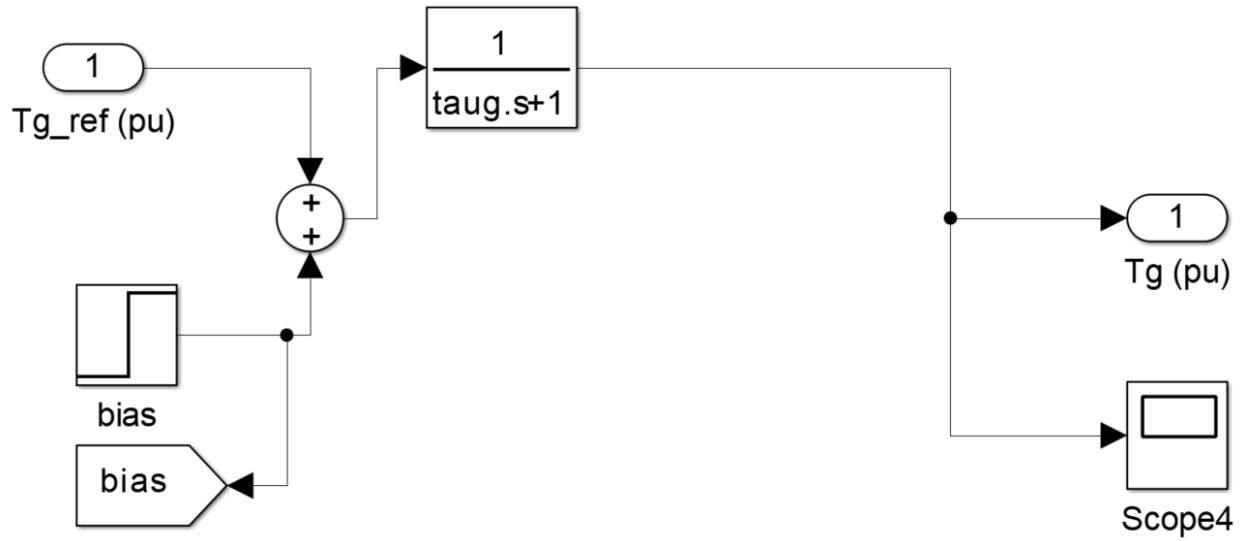 1
Tg_ref (pu)
1
taug.s+1
+
+
bias
bias
1
Tg (pu)
Scope4